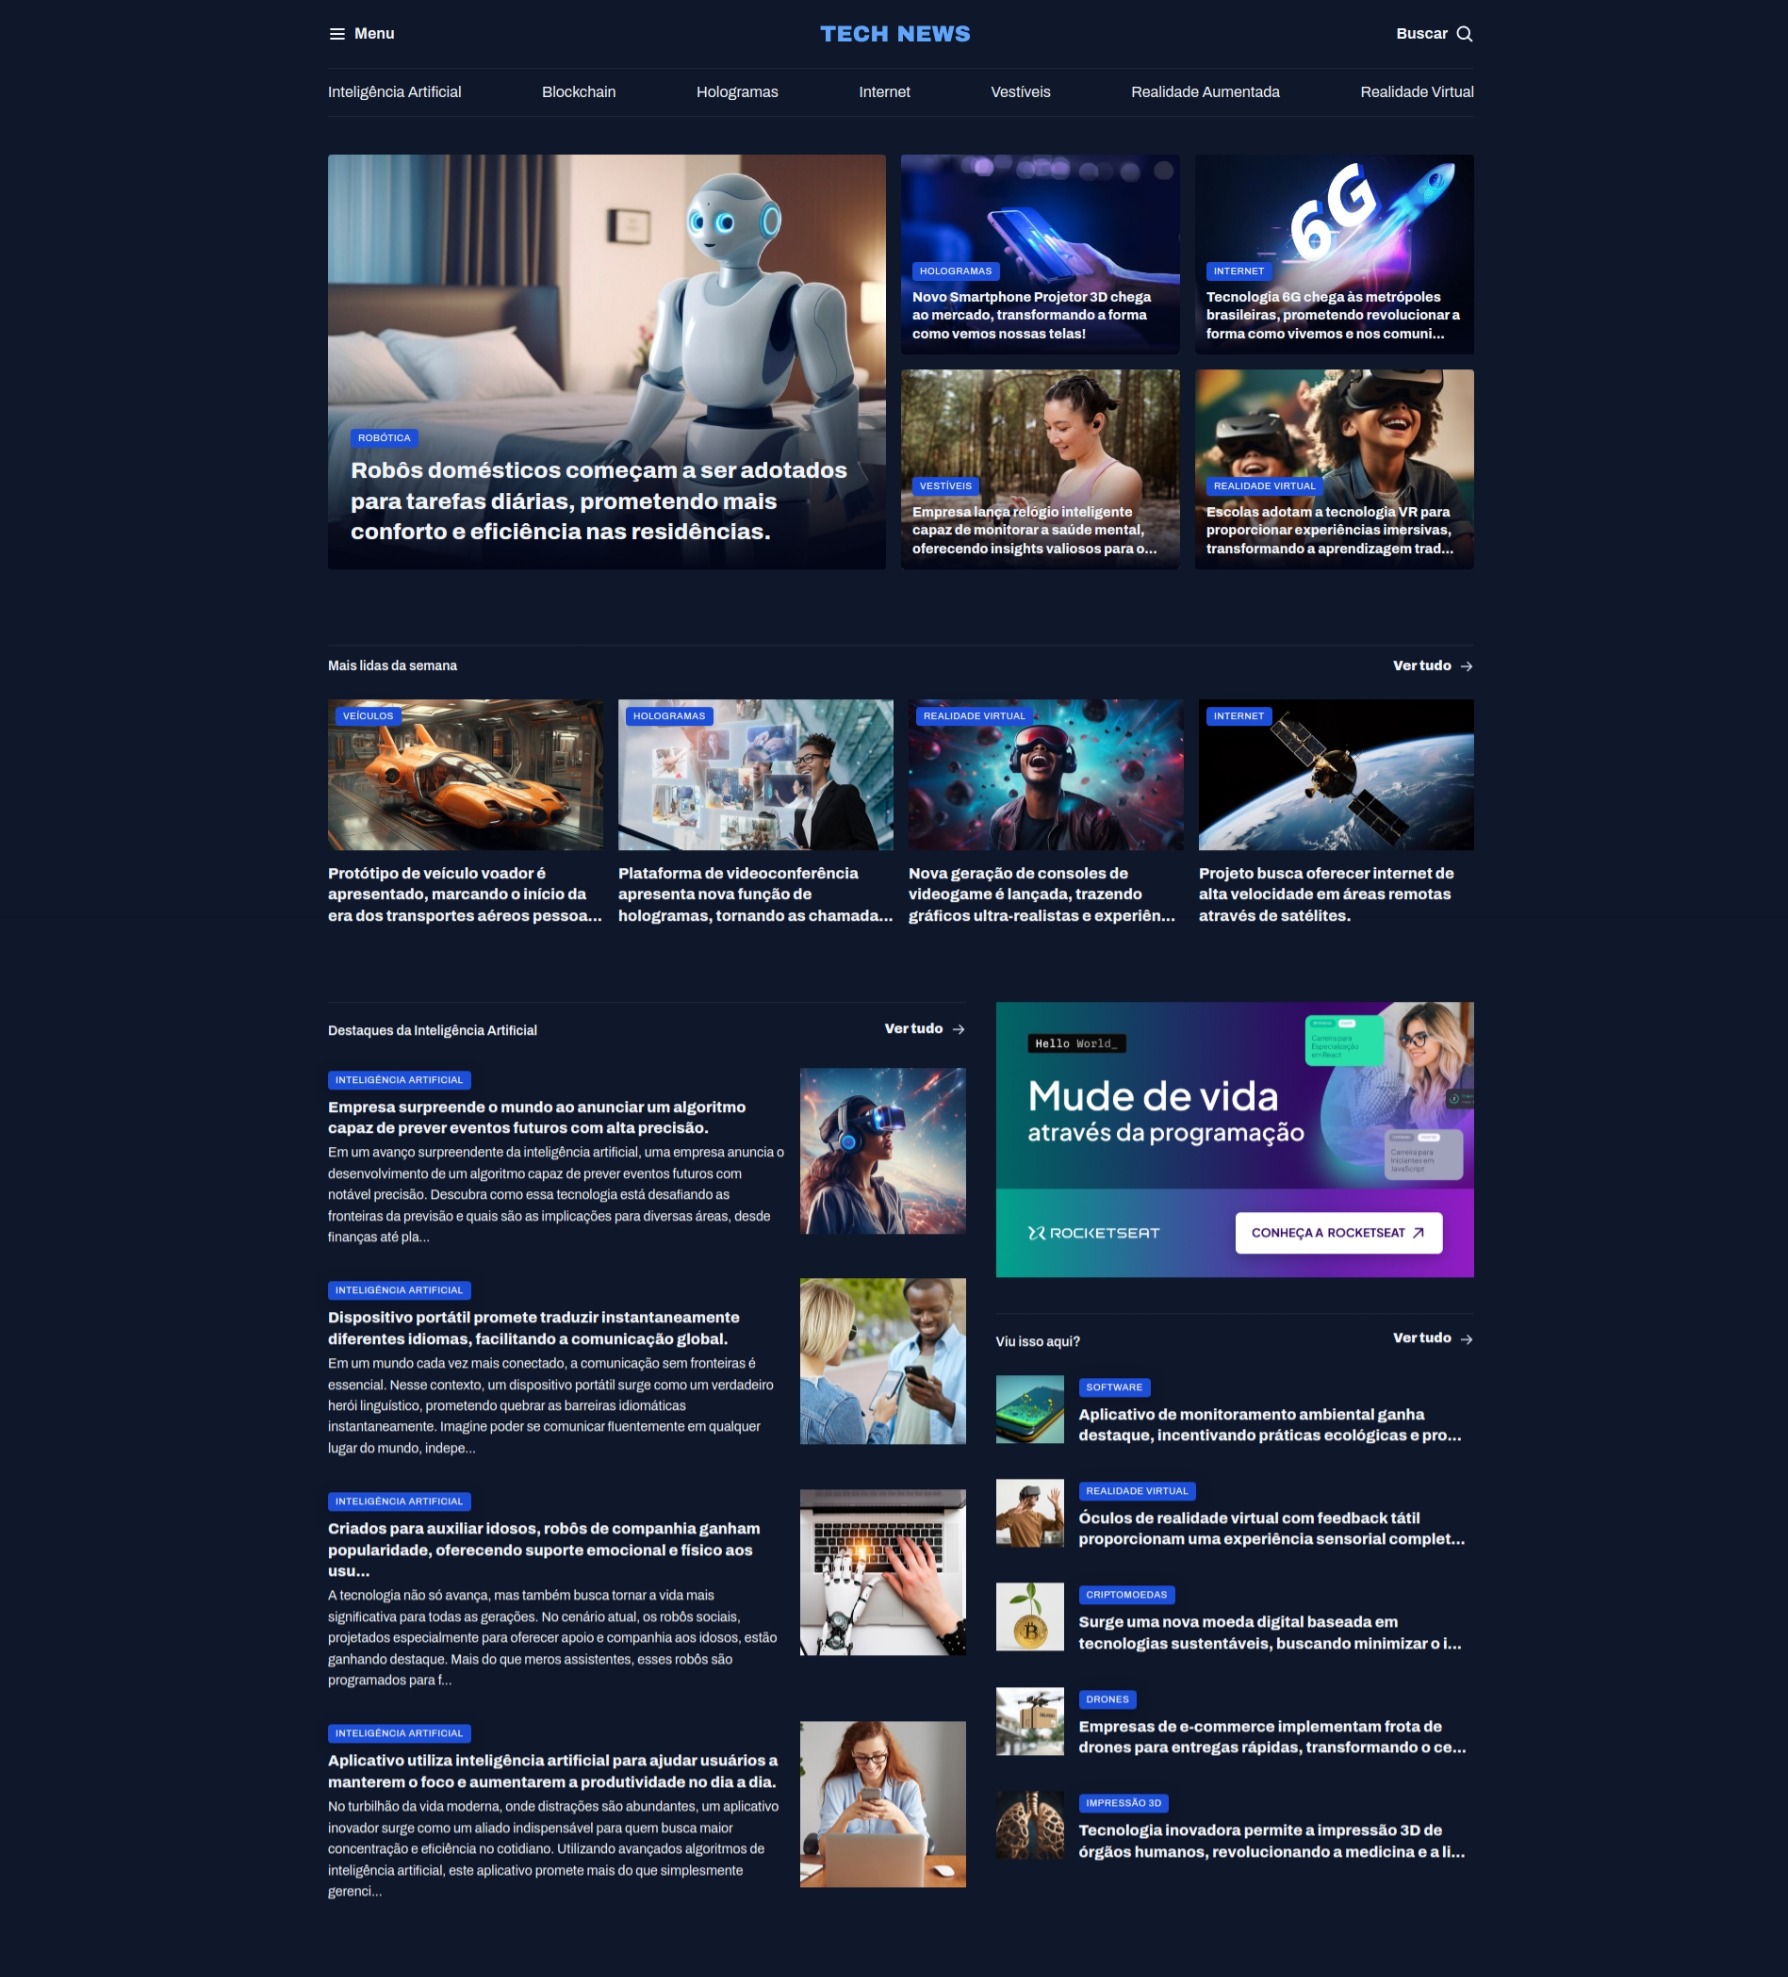 Menu
TECH NEWS
Buscar
Inteligência Artificial
Blockchain
Hologramas
Internet
Vestíveis
Realidade Aumentada
Realidade Virtual
ROBÓTICA
Robôs domésticos começam a ser adotados
para tarefas diárias, prometendo mais
conforto e eficiência nas residências.
HOLOGRAMAS
Novo Smartphone Projetor 3D chega
ao mercado, transformando a forma
como vemos nossas telas!
6G
INTERNET
Tecnologia 6G chega às metrópoles
brasileiras, prometendo revolucionar a
forma como vivemos e nos comuni...
VESTÍVEIS
Empresa lança relógio inteligente
capaz de monitorar a saúde mental,
oferecendo insights valiosos para o...
REALIDADE VIRTUAL
Escolas adotam a tecnologia VR para
proporcionar experiências imersivas,
transformando a aprendizagem trad...
Mais lidas da semana
Ver tudo
VEÍCULOS
Protótipo de veículo voador é
apresentado, marcando o início da
era dos transportes aéreos pessoa...
HOLOGRAMAS
Plataforma de videoconferência
apresenta nova função de
hologramas, tornando as chamada...
REALIDADE VIRTUAL
Nova geração de consoles de
videogame é lançada, trazendo
gráficos ultra-realistas e experiên...
INTERNET
Projeto busca oferecer internet de
alta velocidade em áreas remotas
através de satélites.
Destaques da Inteligência Artificial
Ver tudo
INTELIGÊNCIA ARTIFICIAL
Empresa surpreende o mundo ao anunciar um algoritmo
capaz de prever eventos futuros com alta precisão.
Em um avanço surpreendente da inteligência artificial, uma empresa anuncia o
desenvolvimento de um algoritmo capaz de prever eventos futuros com
notável precisão. Descubra como essa tecnologia está desafiando as
fronteiras da previsão e quais são as implicações para diversas áreas, desde
finanças até pla...
INTELIGÊNCIA ARTIFICIAL
Dispositivo portátil promete traduzir instantaneamente
diferentes idiomas, facilitando a comunicação global.
Em um mundo cada vez mais conectado, a comunicação sem fronteiras é
essencial. Nesse contexto, um dispositivo portátil surge como um verdadeiro
herói linguístico, prometendo quebrar as barreiras idiomáticas
instantaneamente. Imagine poder se comunicar fluentemente em qualquer
lugar do mundo, indepe...
INTELIGÊNCIA ARTIFICIAL
Criados para auxiliar idosos, robôs de companhia ganham
popularidade, oferecendo suporte emocional e físico aos
usu...
A tecnologia não só avança, mas também busca tornar a vida mais
significativa para todas as gerações. No cenário atual, os robôs sociais,
projetados especialmente para oferecer apoio e companhia aos idosos, estão
ganhando destaque. Mais do que meros assistentes, esses robôs são
programados para f...
INTELIGÊNCIA ARTIFICIAL
Aplicativo utiliza inteligência artificial para ajudar usuários a
manterem o foco e aumentarem a produtividade no dia a dia.
No turbilhão da vida moderna, onde distrações são abundantes, um aplicativo
inovador surge como um aliado indispensável para quem busca maior
concentração e eficiência no cotidiano. Utilizando avançados algoritmos de
inteligência artificial, este aplicativo promete mais do que simplesmente
gerenci...
Hello World_
Mude de vida
através da programação
Carreira para
Especialização
em React
Carreira para
Iniciantes em
JavaScript
ROCKETSEAT
CONHEÇA A ROCKETSEAT
Viu isso aqui?
Ver tudo
SOFTWARE
Aplicativo de monitoramento ambiental ganha
destaque, incentivando práticas ecológicas e pro...
REALIDADE VIRTUAL
Óculos de realidade virtual com feedback tátil
proporcionam uma experiência sensorial complet...
CRIPTOMOEDAS
Surge uma nova moeda digital baseada em
tecnologias sustentáveis, buscando minimizar o i...
DRONES
Empresas de e-commerce implementam frota de
drones para entregas rápidas, transformando o ce...
IMPRESSÃO 3D
Tecnologia inovadora permite a impressão 3D de
órgãos humanos, revolucionando a medicina e a li...